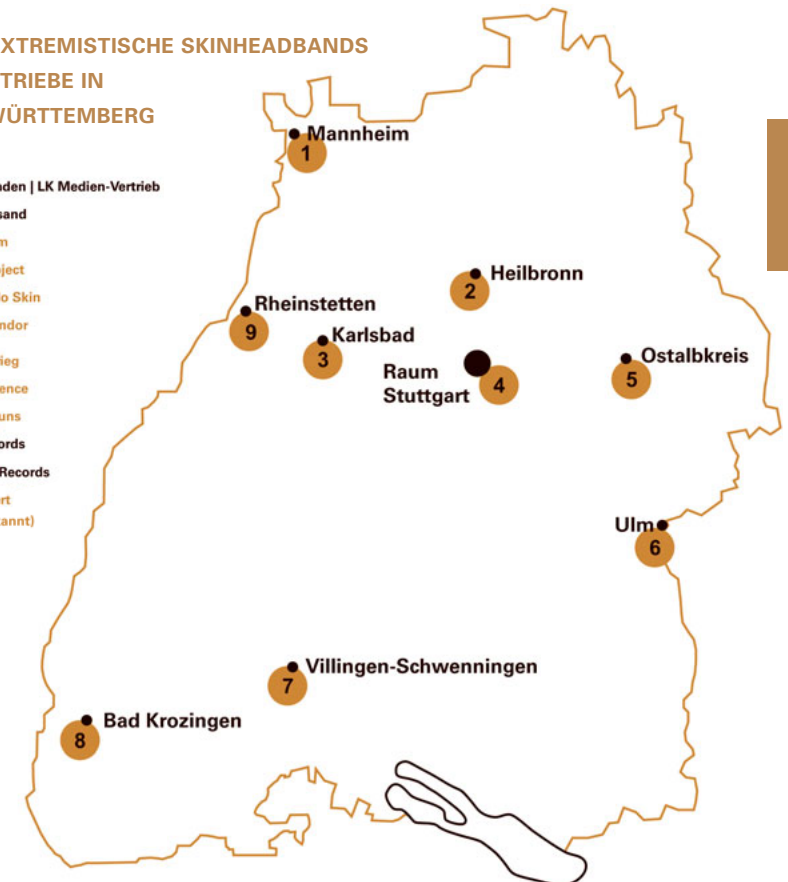 XTREMISTISCHE SKINHEADBANDS
TRIEBE IN
WÜRTTEMBERG
den | LK Medien-Vertrieb
sand
m
ject
io Skin
ndor
ieg
ence
uns
ords
Records
rt
annt)
Mannheim
1
Heilbronn
2
Rheinstetten
9
Karlsbad
3
Raum
Stuttgart
4
Ostalbkreis
5
Ulm
6
Villingen-Schwenningen
7
Bad Krozingen
8